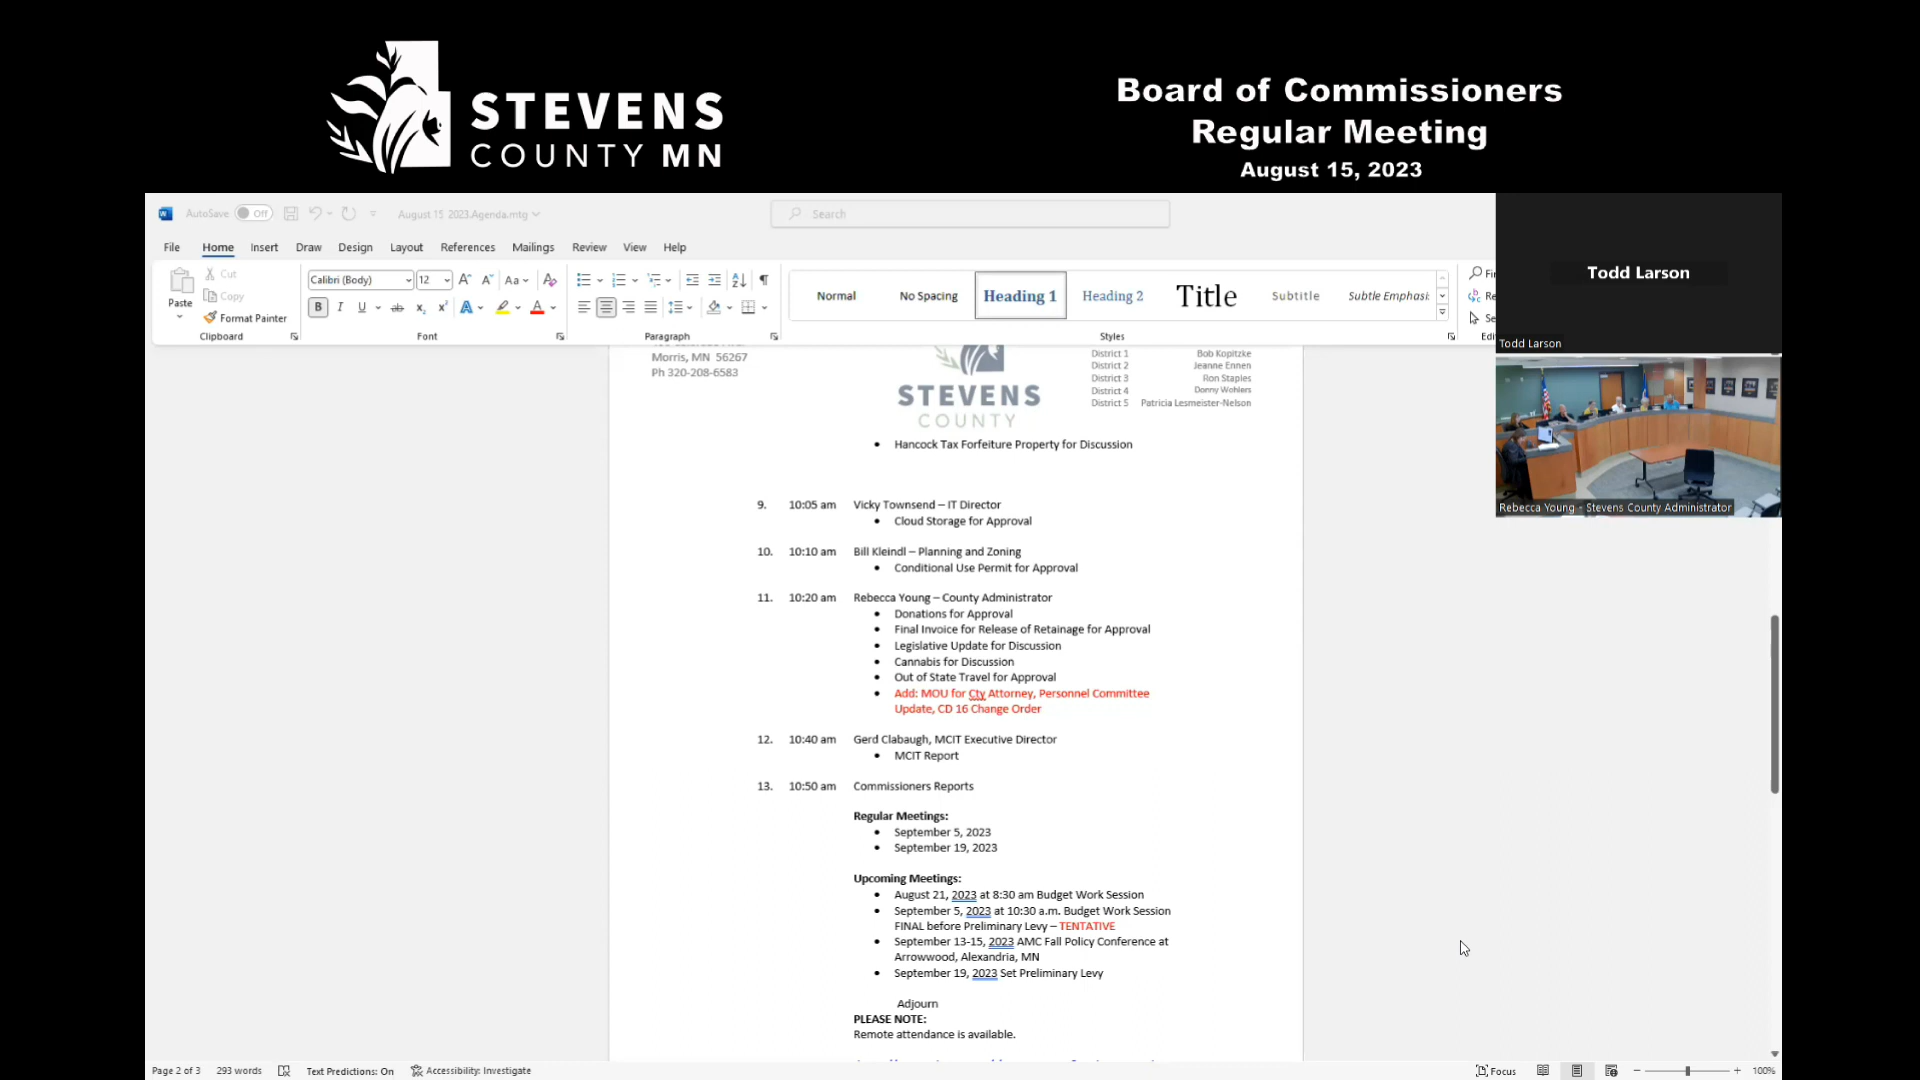 STEVENS
COUNTY MN
Board of Commissioners
Regular Meeting
August 15, 2023
AutoSave Off August 15 2023.Agenda.mtg Search
File Home Insert Draw Design Layout References Mailings Review View Help
Paste Cut Copy Format Painter
Calibri (Body) 12
Normal No Spacing Heading 1 Heading 2 Title Subtitle Subtle Emphasi
Clipboard Font Paragraph Styles
Todd Larson
Todd Larson
Rebecca Young - Stevens County Administrator
Morris, MN 56267
Ph 320-208-6583
STEVENS
COUNTY
District 1 Bob Kopitzke
District 2 Jeanne Ennen
District 3 Ron Staples
District 4 Donny Wohlers
District 5 Patricia Lesmeister-Nelson
• Hancock Tax Forfeiture Property for Discussion
9. 10:05 am Vicky Townsend – IT Director
• Cloud Storage for Approval
10. 10:10 am Bill Kleindl – Planning and Zoning
• Conditional Use Permit for Approval
11. 10:20 am Rebecca Young – County Administrator
• Donations for Approval
• Final Invoice for Release of Retainage for Approval
• Legislative Update for Discussion
• Cannabis for Discussion
• Out of State Travel for Approval
• Add: MOU for Cty Attorney, Personnel Committee
Update, CD 16 Change Order
12. 10:40 am Gerd Clabaugh, MCIT Executive Director
• MCIT Report
13. 10:50 am Commissioners Reports
Regular Meetings:
• September 5, 2023
• September 19, 2023
Upcoming Meetings:
• August 21, 2023 at 8:30 am Budget Work Session
• September 5, 2023 at 10:30 a.m. Budget Work Session
FINAL before Preliminary Levy – TENTATIVE
• September 13-15, 2023 AMC Fall Policy Conference at
Arrowwood, Alexandria, MN
• September 19, 2023 Set Preliminary Levy
Adjourn
PLEASE NOTE:
Remote attendance is available.
Page 2 of 3 293 words Text Predictions: On Accessibility: Investigate Focus 100%